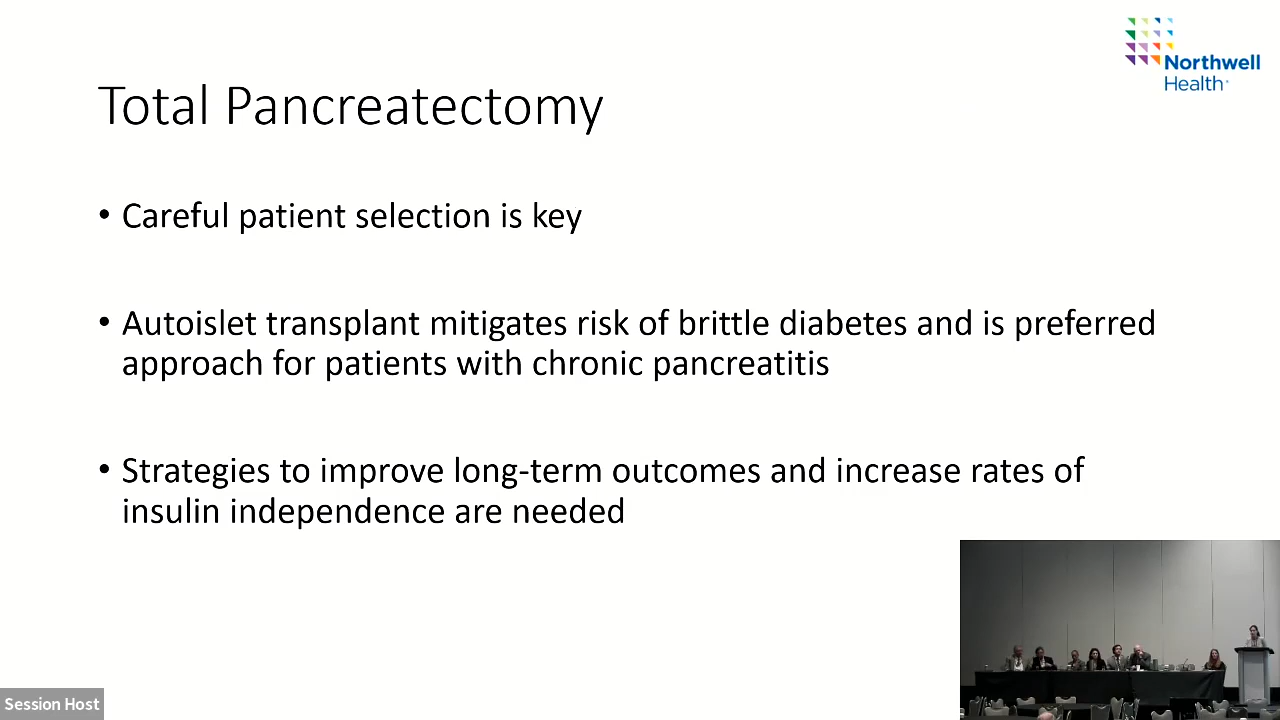 Northwell
Health
Total Pancreatectomy
• Careful patient selection is key
• Autoislet transplant mitigates risk of brittle diabetes and is preferred
approach for patients with chronic pancreatitis
• Strategies to improve long-term outcomes and increase rates of
insulin independence are needed
Session Host